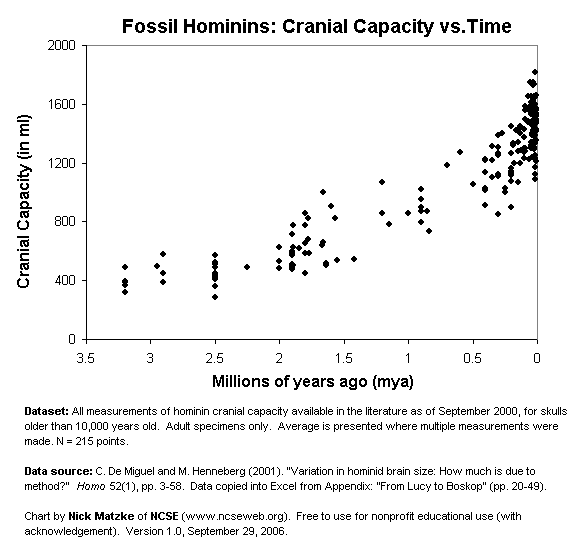 Fossil Hominins: Cranial Capacity vs.Time
2000
1600
1200
800
400
0
Cranial Capacity (in ml)
3.5 3 2.5 2 1.5 1 0.5 0
Millions of years ago (mya)
Dataset: All measurements of hominin cranial capacity available in the literature as of September 2000, for skulls
older than 10,000 years old. Adult specimens only. Average is presented where multiple measurements were
made. N = 215 points.
Data source: C. De Miguel and M. Henneberg (2001). "Variation in hominid brain size: How much is due to
method?" Homo 52(1), pp. 3-58. Data copied into Excel from Appendix: "From Lucy to Boskop" (pp. 20-49).
Chart by Nick Matzke of NCSE (www.ncseweb.org). Free to use for nonprofit educational use (with
acknowledgement). Version 1.0, September 29, 2006.